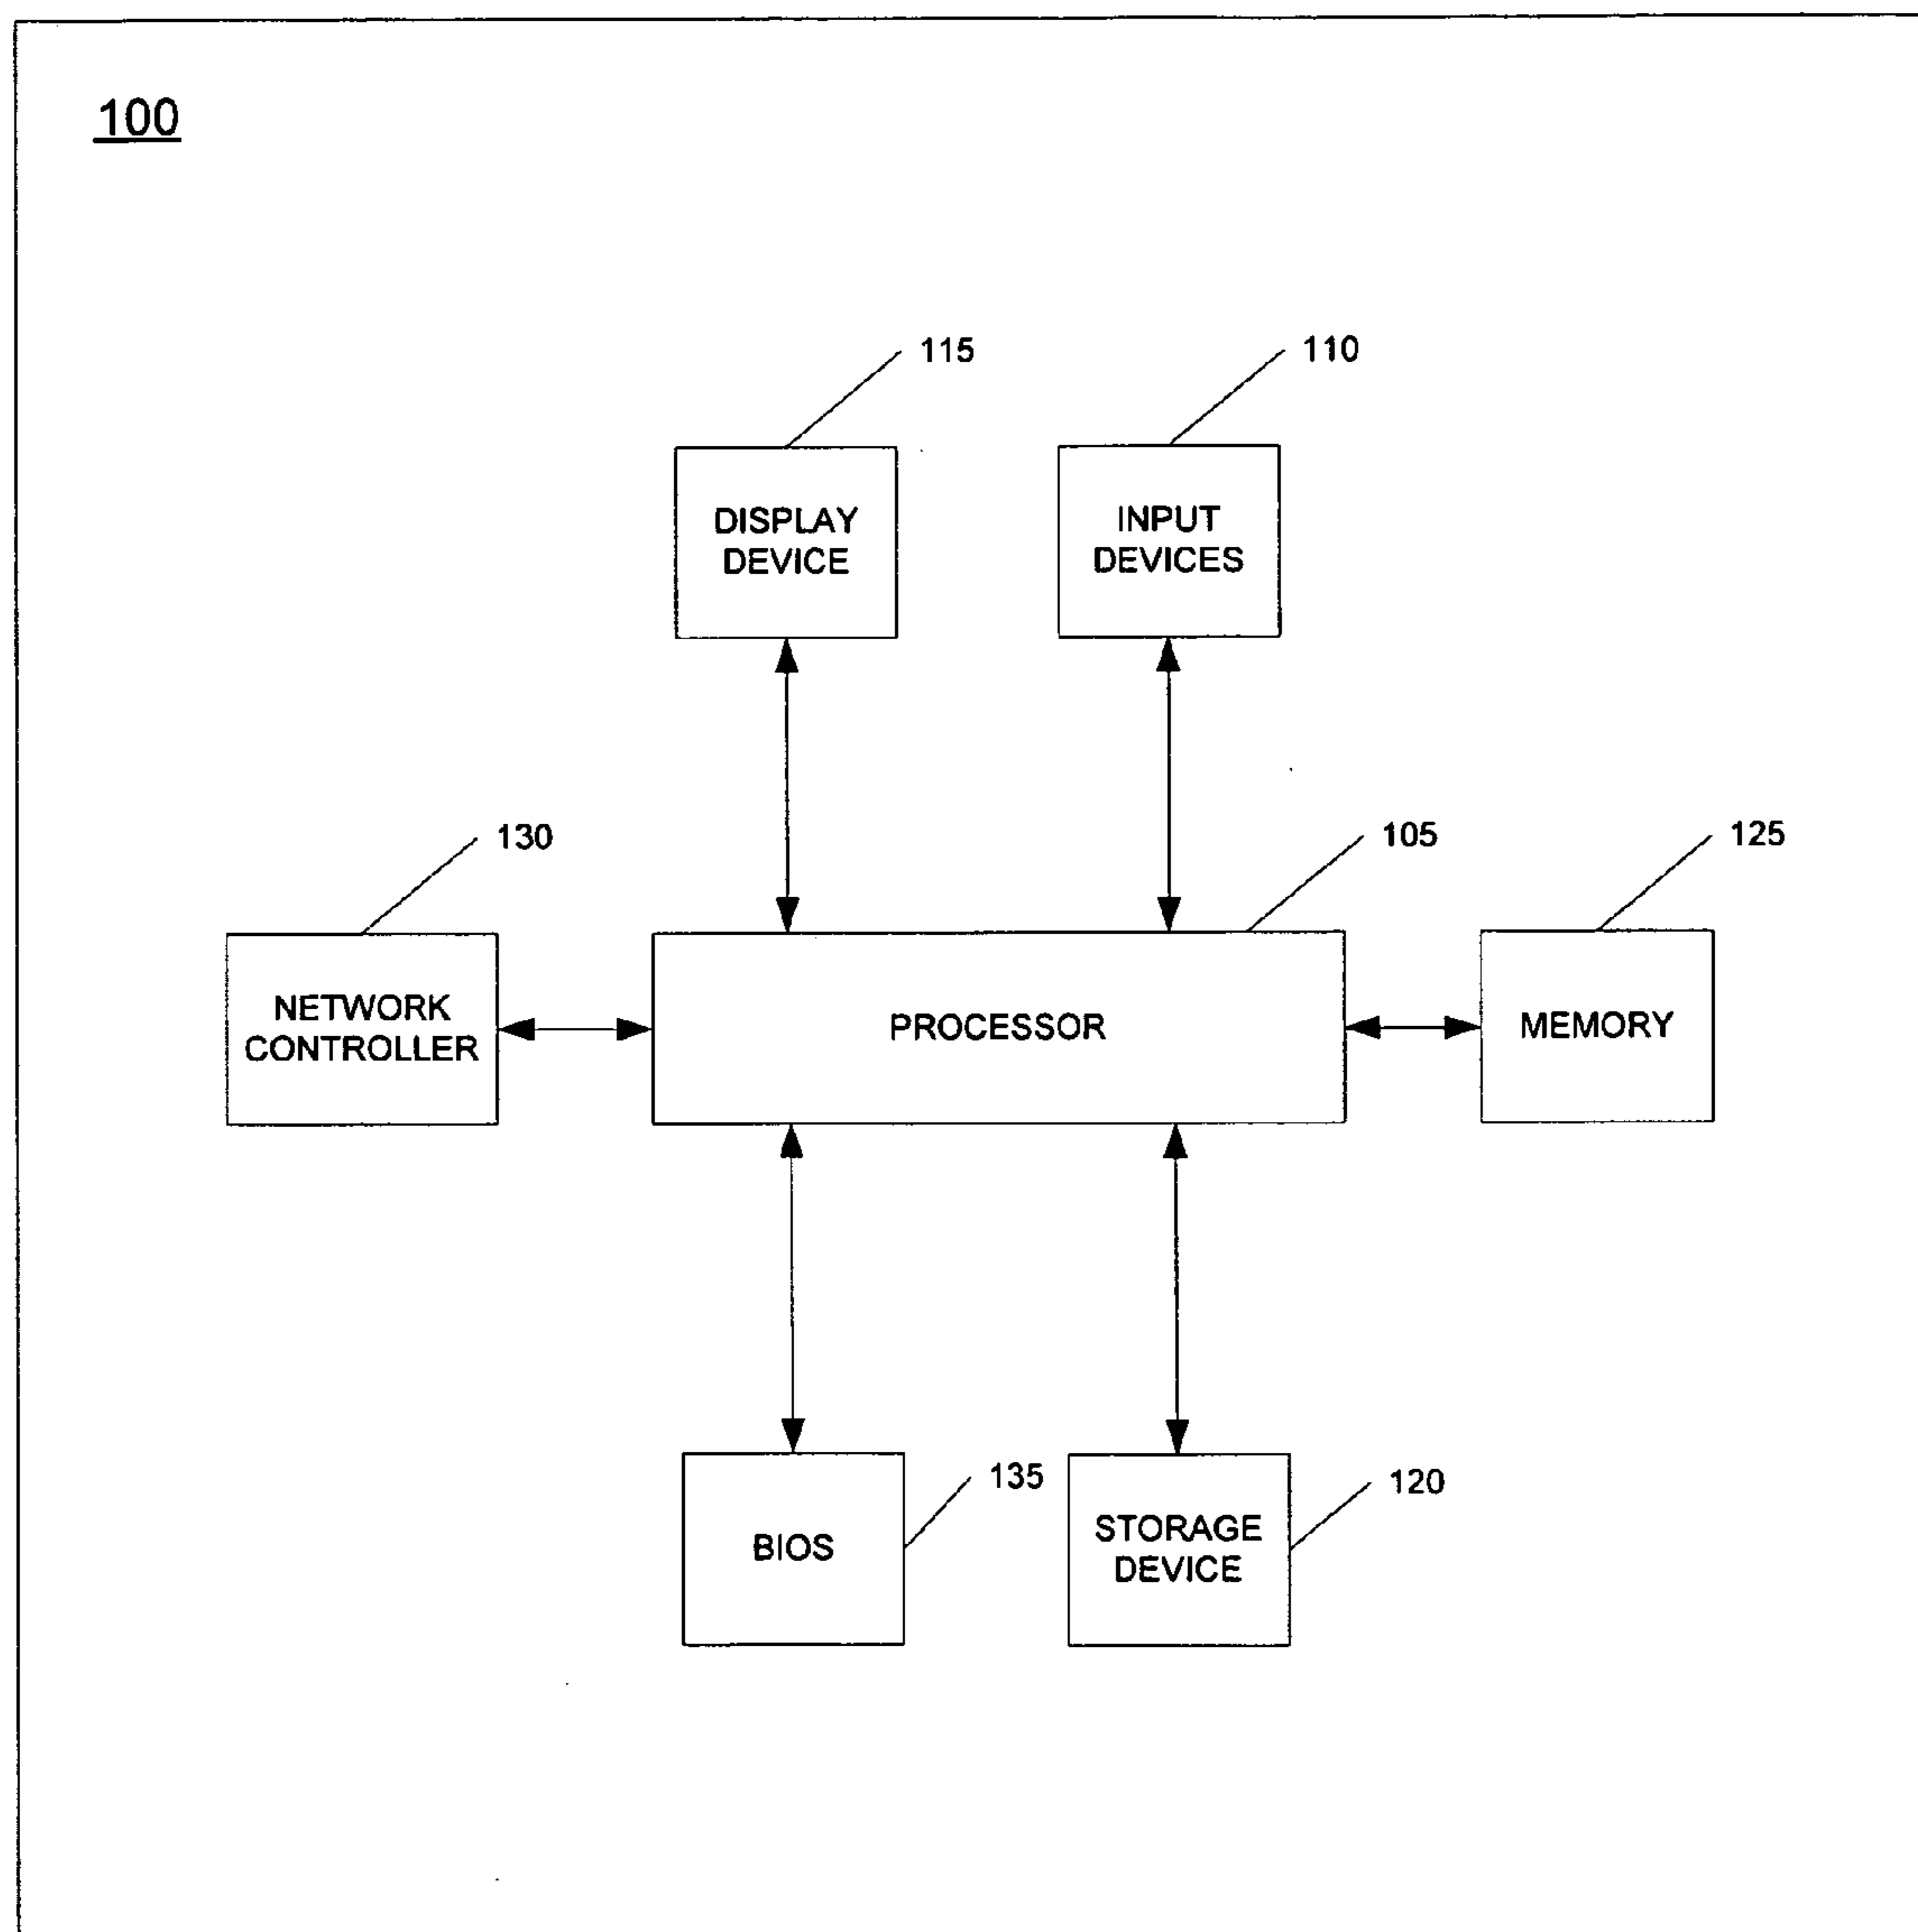 100
115
110
DISPLAY
DEVICE
INPUT
DEVICES
130
105
125
NETWORK
CONTROLLER
PROCESSOR
MEMORY
135
120
BIOS
STORAGE
DEVICE